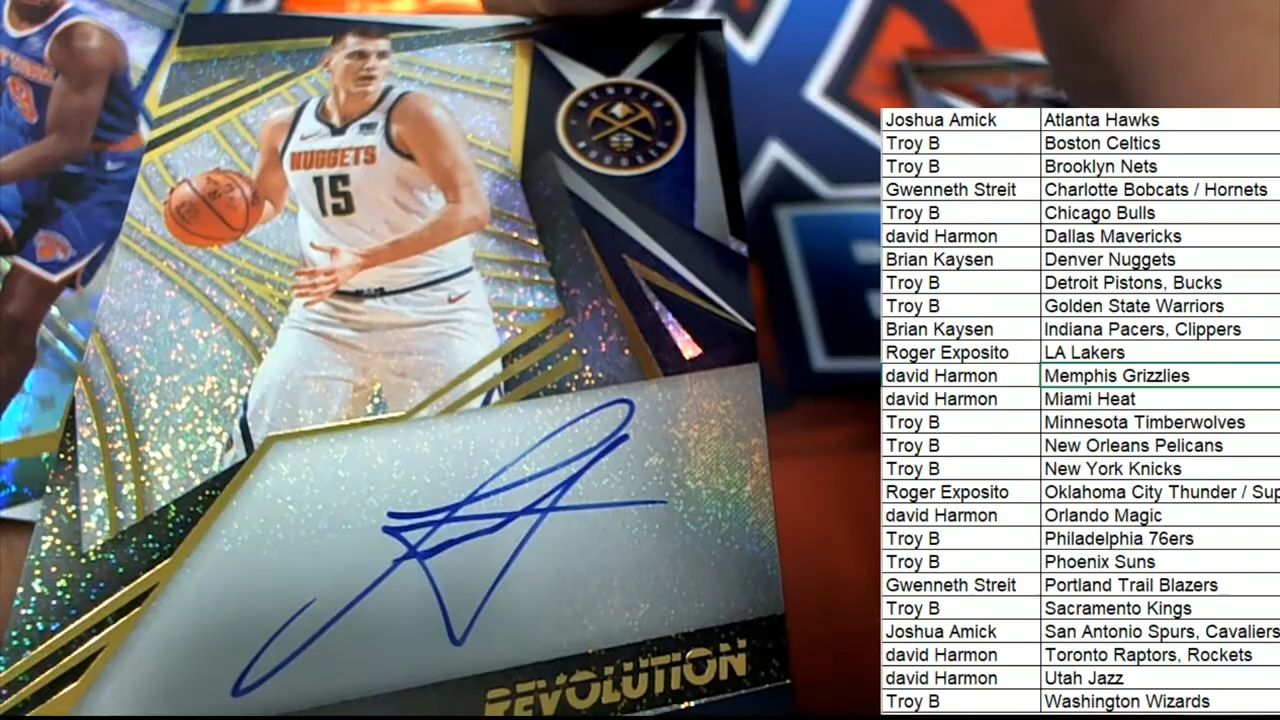 NUGGETS
15
DENVER
NUGGETS
REVOLUTION
9
Joshua Amick Atlanta Hawks
Troy B Boston Celtics
Troy B Brooklyn Nets
Gwenneth Streit Charlotte Bobcats / Hornets
Troy B Chicago Bulls
david Harmon Dallas Mavericks
Brian Kaysen Denver Nuggets
Troy B Detroit Pistons, Bucks
Troy B Golden State Warriors
Brian Kaysen Indiana Pacers, Clippers
Roger Exposito LA Lakers
david Harmon Memphis Grizzlies
david Harmon Miami Heat
Troy B Minnesota Timberwolves
Troy B New Orleans Pelicans
Troy B New York Knicks
Roger Exposito Oklahoma City Thunder / Sup
david Harmon Orlando Magic
Troy B Philadelphia 76ers
Troy B Phoenix Suns
Gwenneth Streit Portland Trail Blazers
Troy B Sacramento Kings
Joshua Amick San Antonio Spurs, Cavaliers
david Harmon Toronto Raptors, Rockets
david Harmon Utah Jazz
Troy B Washington Wizards